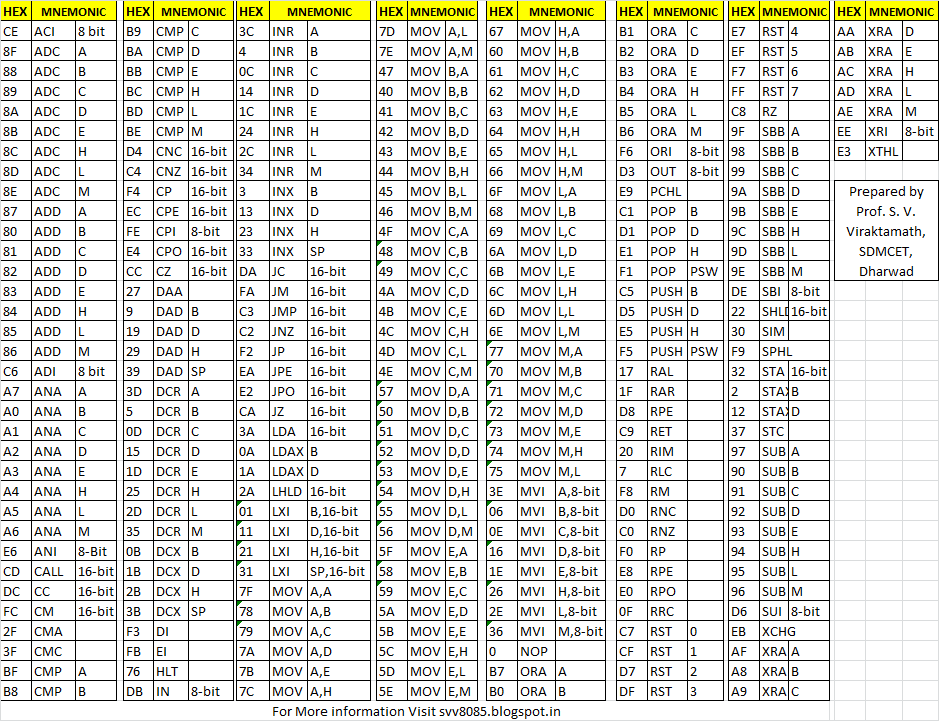 HEX MNEMONIC
CE ACI 8 bit
8F ADC A
88 ADC B
89 ADC C
8A ADC D
8B ADC E
8C ADC H
8D ADC L
8E ADC M
87 ADD A
80 ADD B
81 ADD C
82 ADD D
83 ADD E
84 ADD H
85 ADD L
86 ADD M
C6 ADI 8 bit
A7 ANA A
A0 ANA B
A1 ANA C
A2 ANA D
A3 ANA E
A4 ANA H
A5 ANA L
A6 ANA M
E6 ANI 8-Bit
CD CALL 16-bit
DC CC 16-bit
FC CM 16-bit
2F CMA
3F CMC
BF CMP A
B8 CMP B
HEX MNEMONIC
B9 CMP C
BA CMP D
BB CMP E
BC CMP H
BD CMP L
BE CMP M
D4 CNC 16-bit
C4 CNZ 16-bit
F4 CP 16-bit
EC CPE 16-bit
FE CPI 8-bit
E4 CPO 16-bit
CC CZ 16-bit
27 DAA
9 DAD B
19 DAD D
29 DAD H
39 DAD SP
3D DCR A
5 DCR B
0D DCR C
15 DCR D
1D DCR E
25 DCR H
2D DCR L
35 DCR M
0B DCX B
1B DCX D
2B DCX H
3B DCX SP
F3 DI
FB EI
76 HLT
DB IN 8-bit
HEX MNEMONIC
3C INR A
4 INR B
0C INR C
14 INR D
1C INR E
24 INR H
2C INR L
34 INR M
3 INX B
13 INX D
23 INX H
33 INX SP
DA JC 16-bit
FA JM 16-bit
C3 JMP 16-bit
C2 JNZ 16-bit
F2 JP 16-bit
EA JPE 16-bit
E2 JPO 16-bit
CA JZ 16-bit
3A LDA 16-bit
0A LDAX B
1A LDAX D
2A LHLD 16-bit
01 LXI B,16-bit
11 LXI D,16-bit
21 LXI H,16-bit
31 LXI SP,16-bit
7F MOV A,A
78 MOV A,B
79 MOV A,C
7A MOV A,D
7B MOV A,E
7C MOV A,H
HEX MNEMONIC
7D MOV A,L
7E MOV A,M
47 MOV B,A
40 MOV B,B
41 MOV B,C
42 MOV B,D
43 MOV B,E
44 MOV B,H
45 MOV B,L
46 MOV B,M
4F MOV C,A
48 MOV C,B
49 MOV C,C
4A MOV C,D
4B MOV C,E
4C MOV C,H
4D MOV C,L
4E MOV C,M
57 MOV D,A
50 MOV D,B
51 MOV D,C
52 MOV D,D
53 MOV D,E
54 MOV D,H
55 MOV D,L
56 MOV D,M
5F MOV E,A
58 MOV E,B
59 MOV E,C
5A MOV E,D
5B MOV E,E
5C MOV E,H
5D MOV E,L
5E MOV E,M
HEX MNEMONIC
67 MOV H,A
60 MOV H,B
61 MOV H,C
62 MOV H,D
63 MOV H,E
64 MOV H,H
65 MOV H,L
66 MOV H,M
6F MOV L,A
68 MOV L,B
69 MOV L,C
6A MOV L,D
6B MOV L,E
6C MOV L,H
6D MOV L,L
6E MOV L,M
77 MOV M,A
70 MOV M,B
71 MOV M,C
72 MOV M,D
73 MOV M,E
74 MOV M,H
75 MOV M,L
3E MVI A,8-bit
06 MVI B,8-bit
0E MVI C,8-bit
16 MVI D,8-bit
1E MVI E,8-bit
26 MVI H,8-bit
2E MVI L,8-bit
36 MVI M,8-bit
0 NOP
B7 ORA A
B0 ORA B
HEX MNEMONIC
B1 ORA C
B2 ORA D
B3 ORA E
B4 ORA H
B5 ORA L
B6 ORA M
F6 ORI 8-bit
D3 OUT 8-bit
E9 PCHL
C1 POP B
D1 POP D
E1 POP H
F1 POP PSW
C5 PUSH B
D5 PUSH D
E5 PUSH H
F5 PUSH PSW
17 RAL
1F RAR
D8 RPE
C9 RET
20 RIM
7 RLC
F8 RM
D0 RNC
C0 RNZ
F0 RP
E8 RPE
E0 RPO
0F RRC
C7 RST 0
CF RST 1
D7 RST 2
DF RST 3
HEX MNEMONIC
E7 RST 4
EF RST 5
F7 RST 6
FF RST 7
C8 RZ
9F SBB A
98 SBB B
99 SBB C
9A SBB D
9B SBB E
9C SBB H
9D SBB L
9E SBB M
DE SBI 8-bit
22 SHLD 16-bit
30 SIM
F9 SPHL
32 STA 16-bit
2 STAX B
12 STAX D
37 STC
97 SUB A
90 SUB B
91 SUB C
92 SUB D
93 SUB E
94 SUB H
95 SUB L
96 SUB M
D6 SUI 8-bit
EB XCHG
AF XRA A
A8 XRA B
A9 XRA C
HEX MNEMONIC
AA XRA D
AB XRA E
AC XRA H
AD XRA L
AE XRA M
EE XRI 8-bit
E3 XTHL
Prepared by
Prof. S. V.
Viraktamath,
SDMCET,
Dharwad
For More information Visit svv8085.blogspot.in